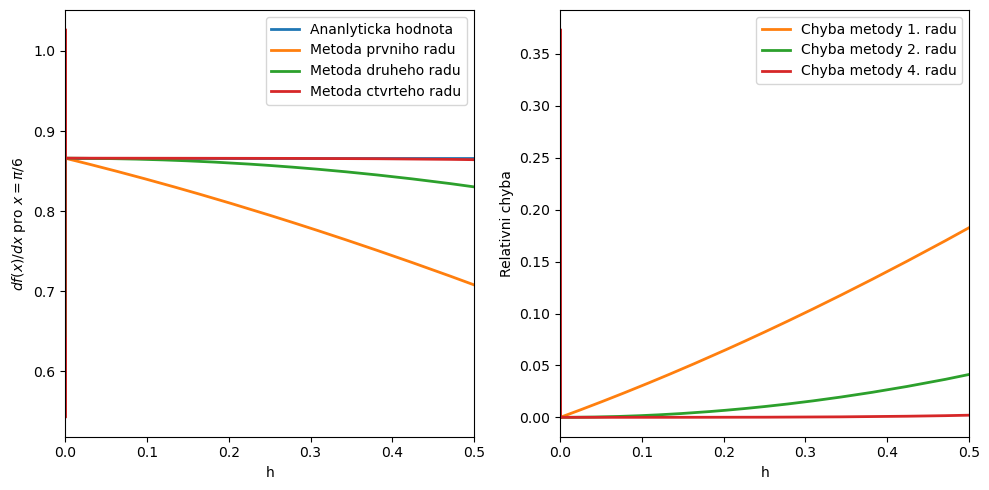 1.0
0.9
0.8
0.7
0.6
df(x)/dx pro x = π/6
0.0 0.1 0.2 0.3 0.4 0.5
h
Ananlyticka hodnota
Metoda prvniho radu
Metoda druheho radu
Metoda ctvrteho radu
0.35
0.30
0.25
0.20
0.15
0.10
0.05
0.00
Relativni chyba
0.0 0.1 0.2 0.3 0.4 0.5
h
Chyba metody 1. radu
Chyba metody 2. radu
Chyba metody 4. radu